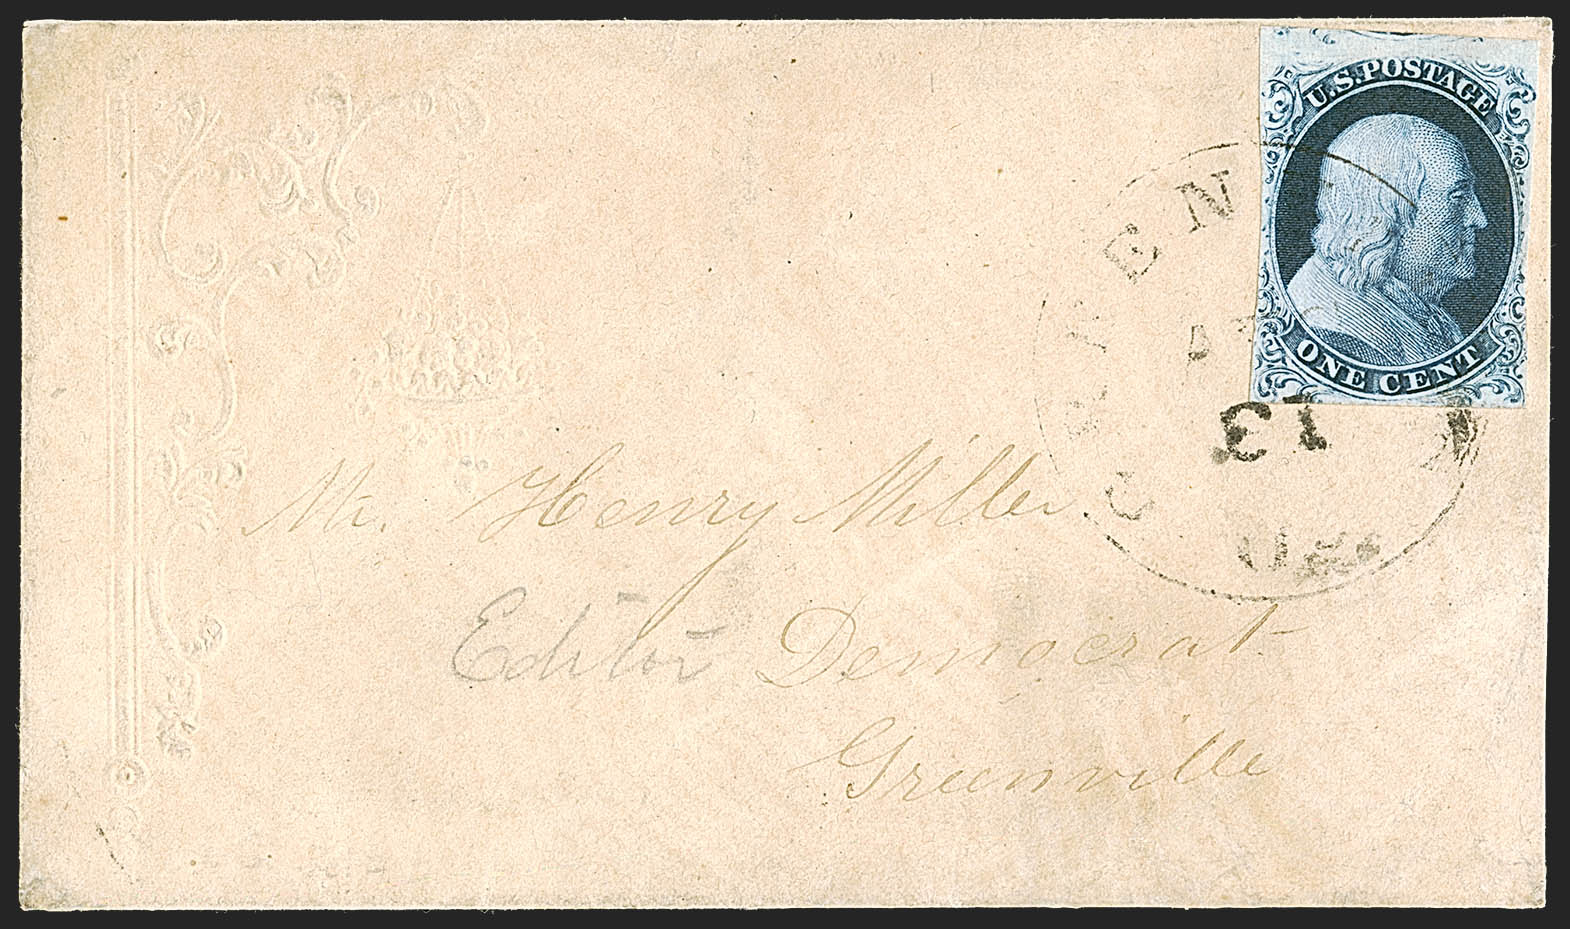 U.S. POSTAGE
ONE CENT
13
Mr. Henry Miller
Editor Democrat
Greenville